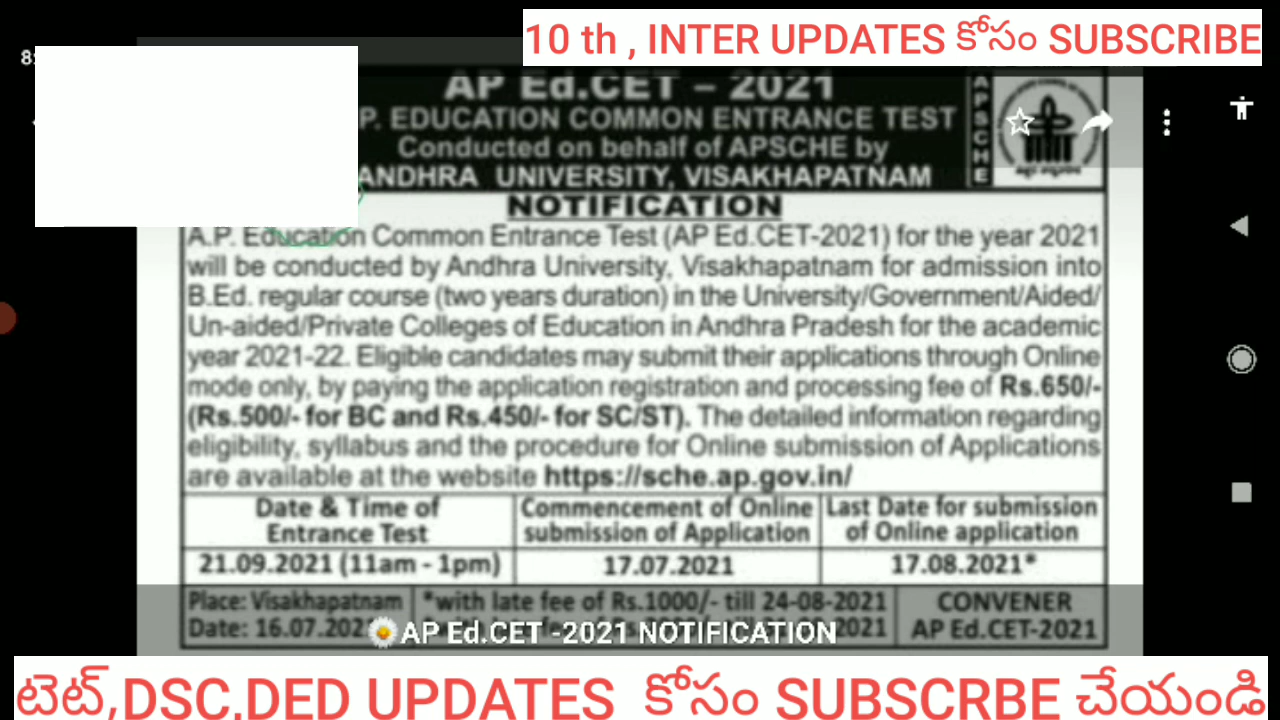 10 th , INTER UPDATES కోసం SUBSCRIBE
AP Ed.CET – 2021
P. EDUCATION COMMON ENTRANCE TEST
Conducted on behalf of APSCHE by
ANDHRA UNIVERSITY, VISAKHAPATNAM
APSCHE
NOTIFICATION
A.P. Education Common Entrance Test (AP Ed.CET-2021) for the year 2021
will be conducted by Andhra University, Visakhapatnam for admission into
B.Ed. regular course (two years duration) in the University/Government/Aided/
Un-aided/Private Colleges of Education in Andhra Pradesh for the academic
year 2021-22. Eligible candidates may submit their applications through Online
mode only, by paying the application registration and processing fee of Rs.650/-
(Rs.500/- for BC and Rs.450/- for SC/ST). The detailed information regarding
eligibility, syllabus and the procedure for Online submission of Applications
are available at the website https://sche.ap.gov.in/
Date & Time of
Entrance Test
Commencement of Online
submission of Application
Last Date for submission
of Online application
21.09.2021 (11am - 1pm)
17.07.2021
17.08.2021*
Place: Visakhapatnam
Date: 16.07.202
*with late fee of Rs.1000/- till 24-08-2021
2021
CONVENER
AP Ed.CET-2021
AP Ed.CET -2021 NOTIFICATION
టెట్,DSC,DED UPDATES కోసం SUBSCRBE చేయండి